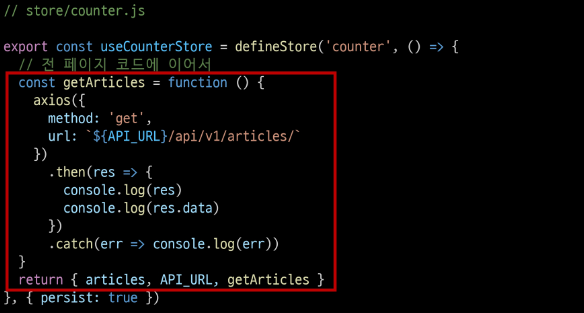 // store/counter.js
export const useCounterStore = defineStore('counter', () => {
// 전 페이지 코드에 이어서
const getArticles = function () {
axios({
method: 'get',
url: `${API_URL}/api/v1/articles/`
})
.then(res => {
console.log(res)
console.log(res.data)
})
.catch(err => console.log(err))
}
return { articles, API_URL, getArticles }
}, { persist: true })